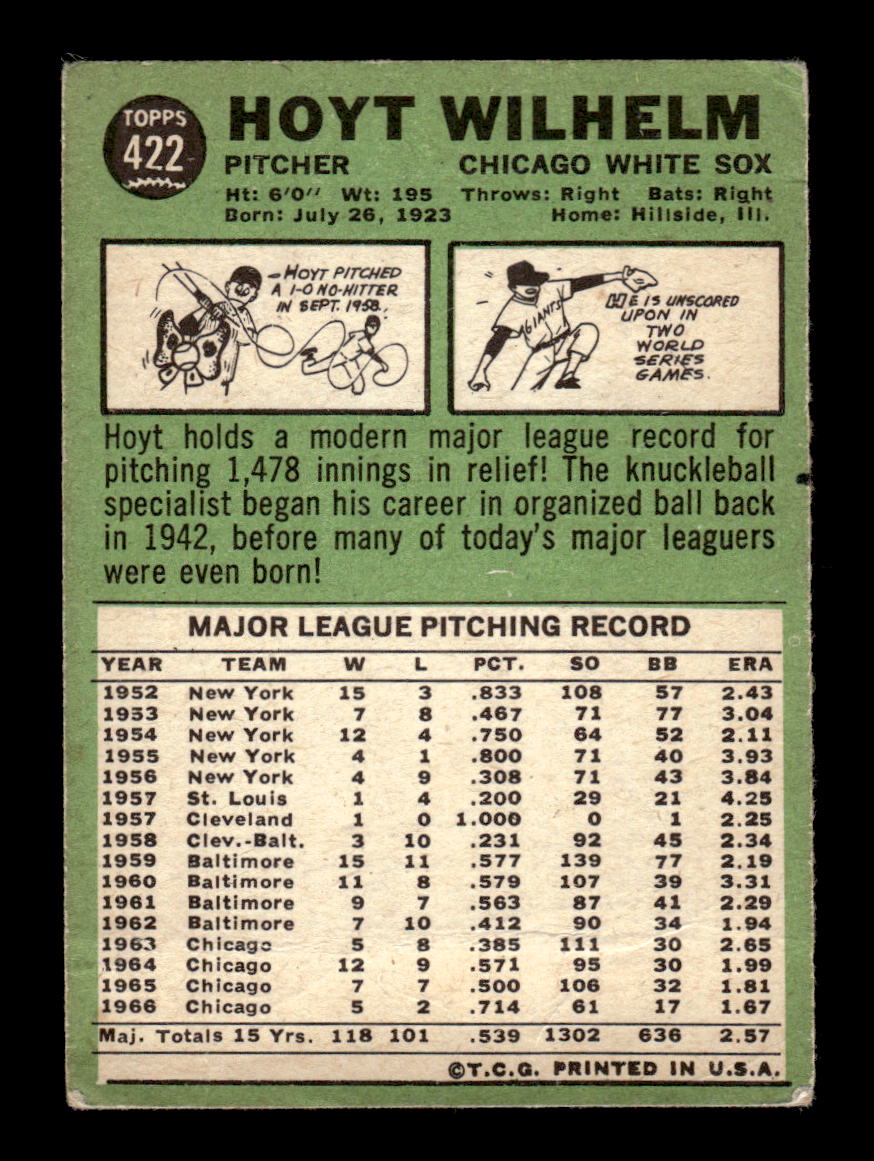 TOPPS
422
HOYT WILHELM
PITCHER CHICAGO WHITE SOX
Ht: 6'0" Wt: 195 Throws: Right Bats: Right
Born: July 26, 1923 Home: Hillside, Ill.
—HOYT PITCHED
A 1-0 NO-HITTER
IN SEPT. 1958.
GIANTS
HE IS UNSCORED
UPON IN
TWO
WORLD
SERIES
GAMES.
Hoyt holds a modern major league record for
pitching 1,478 innings in relief! The knuckleball
specialist began his career in organized ball back
in 1942, before many of today's major leaguers
were even born!
MAJOR LEAGUE PITCHING RECORD
YEAR TEAM W L PCT. SO BB ERA
1952 New York 15 3 .833 108 57 2.43
1953 New York 7 8 .467 71 77 3.04
1954 New York 12 4 .750 64 52 2.11
1955 New York 4 1 .800 71 40 3.93
1956 New York 4 9 .308 71 43 3.84
1957 St. Louis 1 4 .200 29 21 4.25
1957 Cleveland 1 0 1.000 0 1 2.25
1958 Clev.-Balt. 3 10 .231 92 45 2.34
1959 Baltimore 15 11 .577 139 77 2.19
1960 Baltimore 11 8 .579 107 39 3.31
1961 Baltimore 9 7 .563 87 41 2.29
1962 Baltimore 7 10 .412 90 34 1.94
1963 Chicago 5 8 .385 111 30 2.65
1964 Chicago 12 9 .571 95 30 1.99
1965 Chicago 7 7 .500 106 32 1.81
1966 Chicago 5 2 .714 61 17 1.67
Maj. Totals 15 Yrs. 118 101 .539 1302 636 2.57
©T.C.G. PRINTED IN U.S.A.